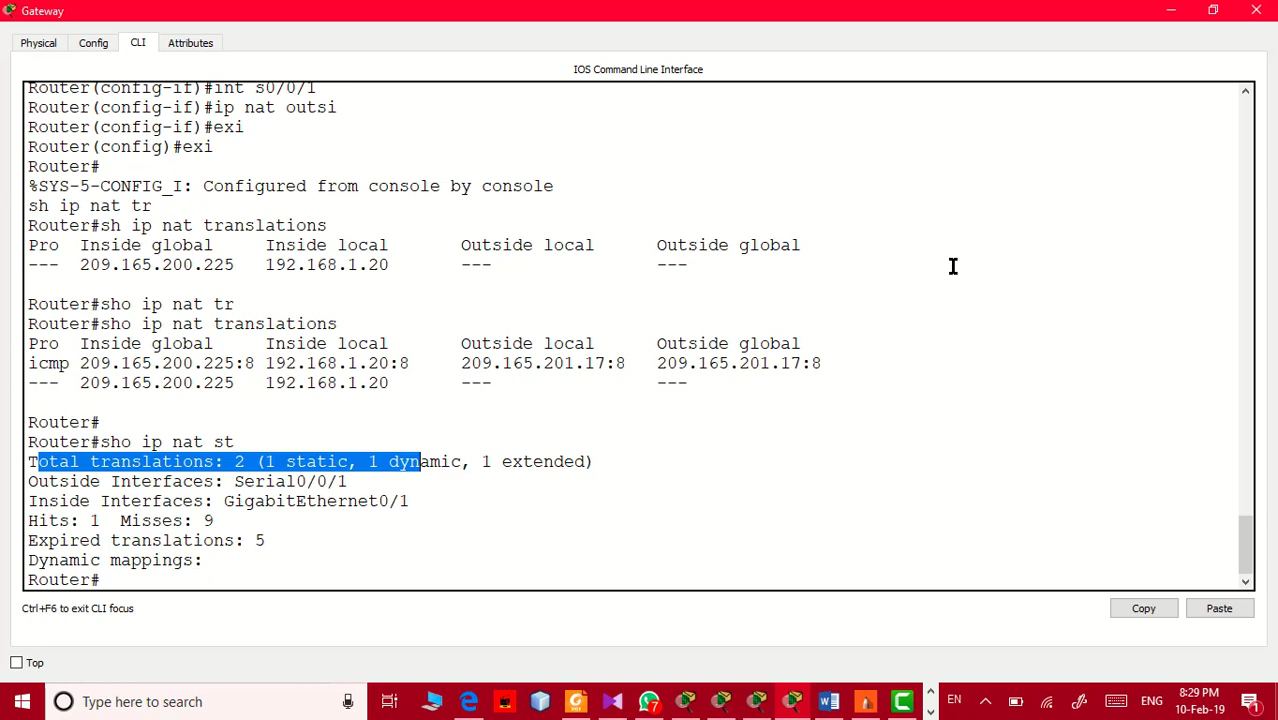 Gateway
Physical Config CLI Attributes
IOS Command Line Interface
Router(config-if)#int s0/0/1
Router(config-if)#ip nat outsi
Router(config-if)#exi
Router(config)#exi
Router#
%SYS-5-CONFIG_I: Configured from console by console
sh ip nat tr
Router#sh ip nat translations
Pro Inside global Inside local Outside local Outside global
--- 209.165.200.225 192.168.1.20 --- ---
Router#sho ip nat tr
Router#sho ip nat translations
Pro Inside global Inside local Outside local Outside global
icmp 209.165.200.225:8 192.168.1.20:8 209.165.201.17:8 209.165.201.17:8
--- 209.165.200.225 192.168.1.20 --- ---
Router#
Router#sho ip nat st
Total translations: 2 (1 static, 1 dynamic, 1 extended)
Outside Interfaces: Serial0/0/1
Inside Interfaces: GigabitEthernet0/1
Hits: 1 Misses: 9
Expired translations: 5
Dynamic mappings:
Router#
Ctrl+F6 to exit CLI focus
Copy Paste
Top
Type here to search
7
EN
ENG
8:29 PM
10-Feb-19
1